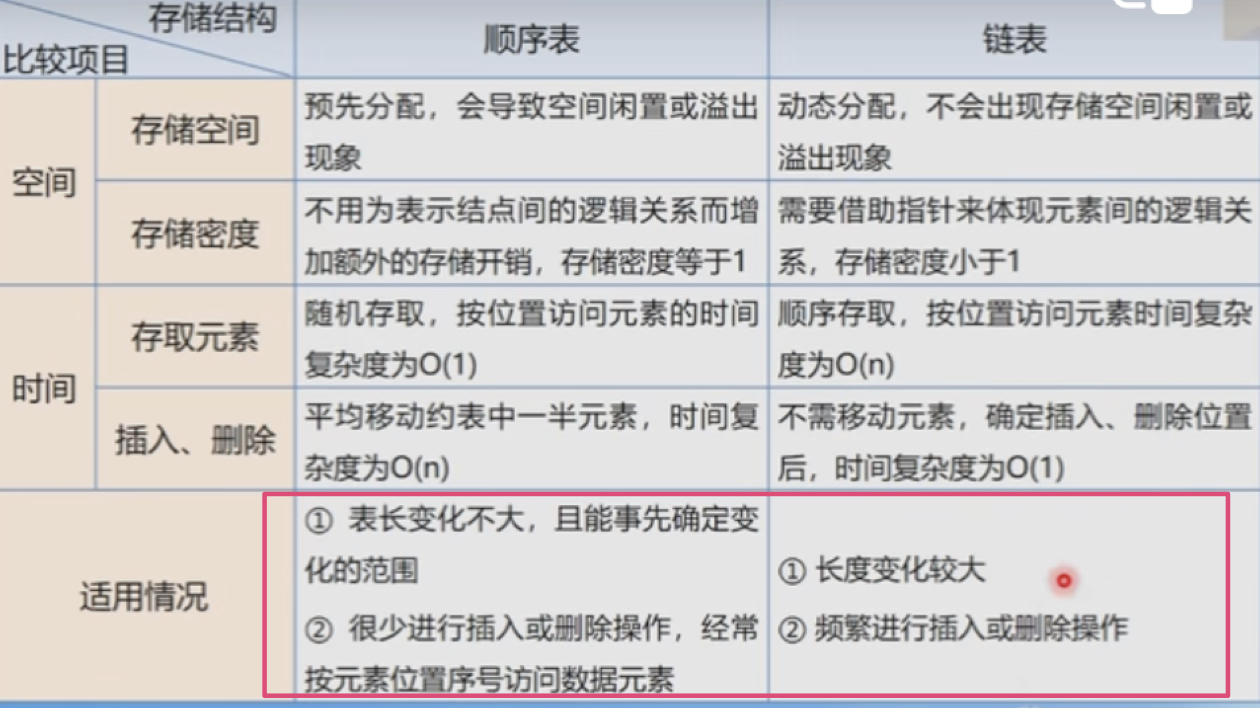 存储结构
比较项目
顺序表
链表
空间
存储空间
预先分配，会导致空间闲置或溢出
现象
动态分配，不会出现存储空间闲置或
溢出现象
存储密度
不用为表示结点间的逻辑关系而增
加额外的存储开销，存储密度等于1
需要借助指针来体现元素间的逻辑关
系，存储密度小于1
时间
存取元素
随机存取，按位置访问元素的时间
复杂度为O(1)
顺序存取，按位置访问元素时间复杂
度为O(n)
插入、删除
平均移动约表中一半元素，时间复
杂度为O(n)
不需移动元素，确定插入、删除位置
后，时间复杂度为O(1)
适用情况
① 表长变化不大，且能事先确定变
化的范围
② 很少进行插入或删除操作，经常
按元素位置序号访问数据元素
① 长度变化较大
② 频繁进行插入或删除操作